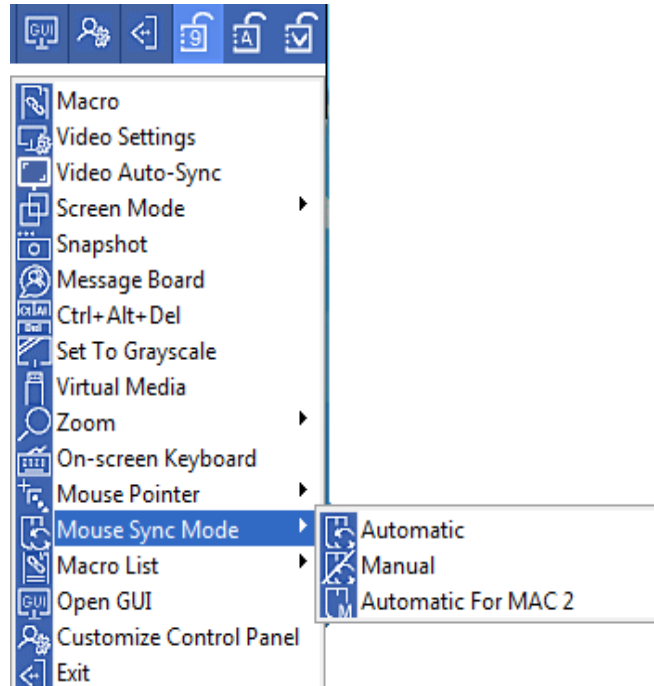 GUI
9
A
Macro
Video Settings
Video Auto-Sync
Screen Mode
Snapshot
Message Board
Ctrl+Alt+Del
Set To Grayscale
Virtual Media
Zoom
On-screen Keyboard
Mouse Pointer
Mouse Sync Mode
Automatic
Macro List
Manual
Open GUI
Automatic For MAC 2
Customize Control Panel
Exit